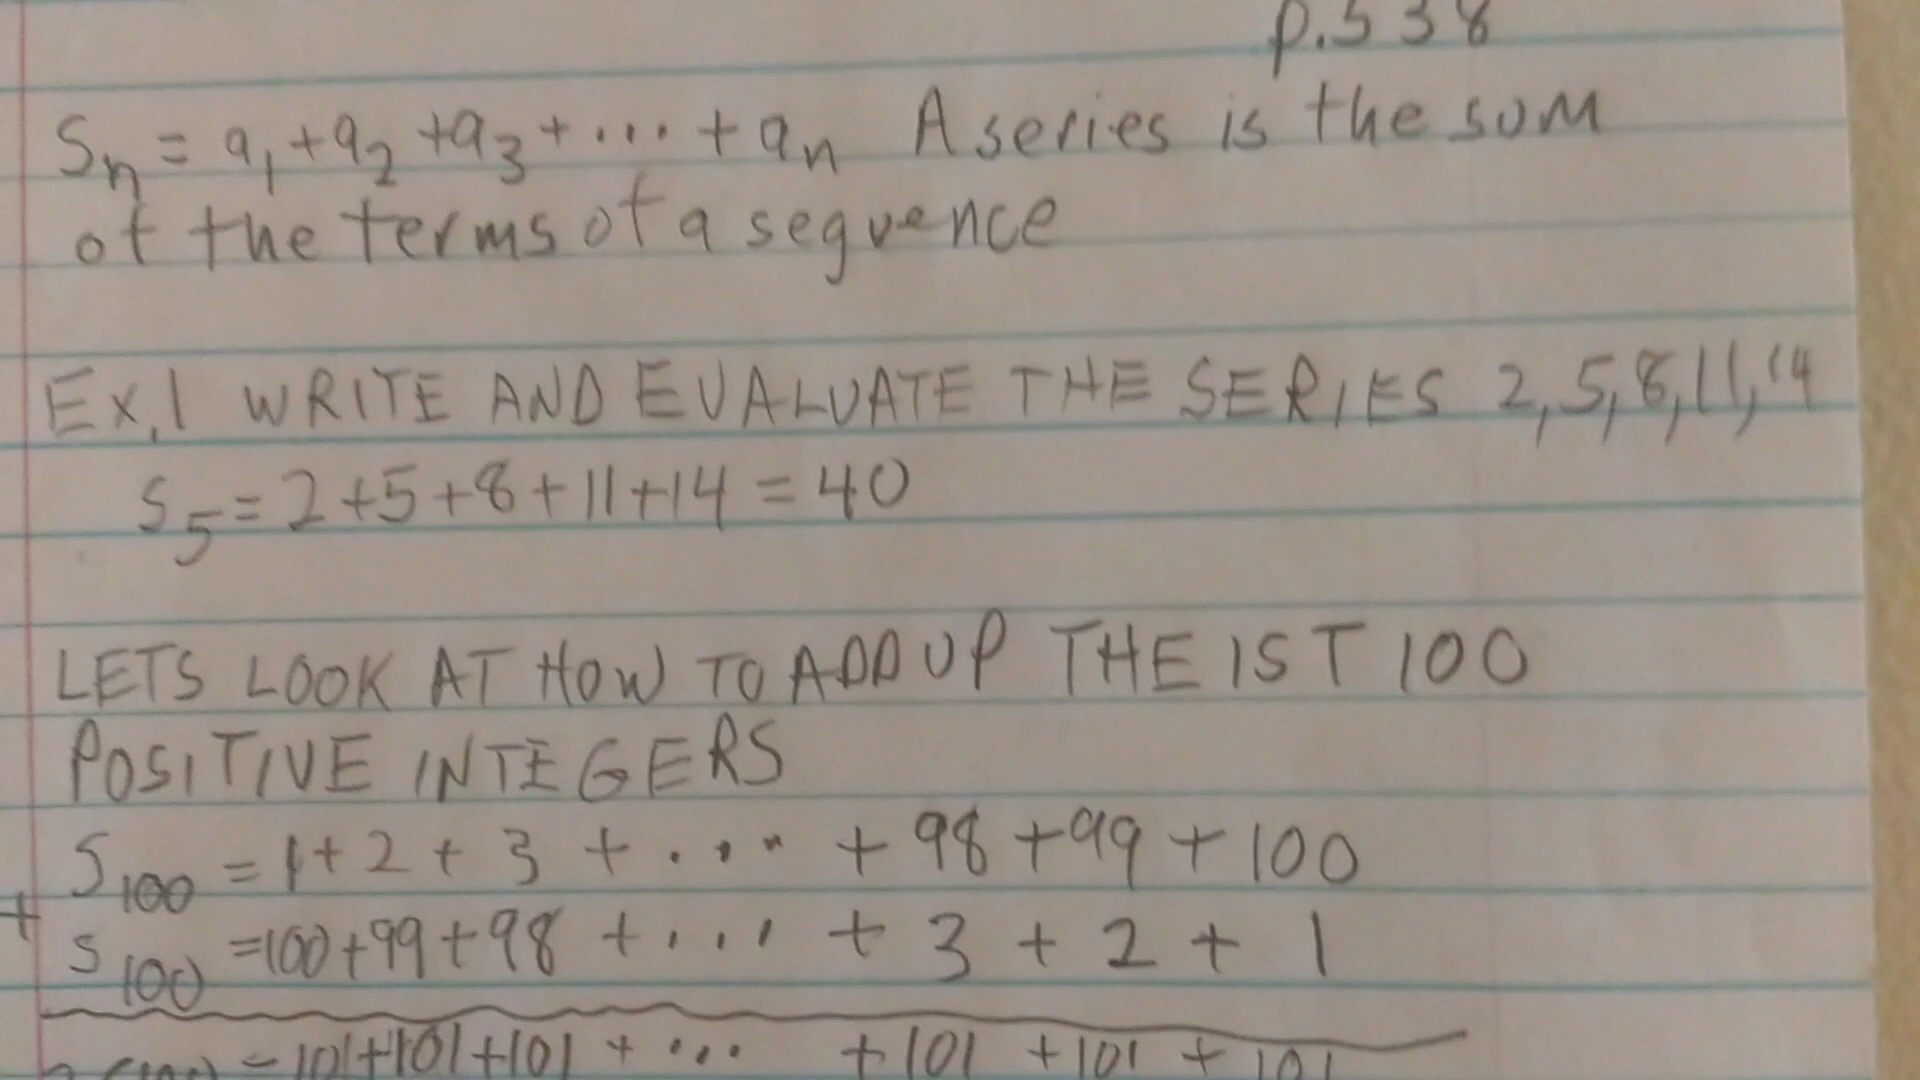 p.538
Sn = a1 + a2 + a3 + ... + an A series is the sum
of the terms of a sequence
Ex.1 WRITE AND EVALUATE THE SERIES 2,5,8,11,14
S5 = 2+5+8+11+14 = 40
LETS LOOK AT HOW TO ADD UP THE 1ST 100
POSITIVE INTEGERS
S100 = 1 + 2 + 3 + ... + 98 + 99 + 100
+ S100 = 100 + 99 + 98 + ... + 3 + 2 + 1
= 101 + 101 + 101 + ... + 101 + 101 + 101